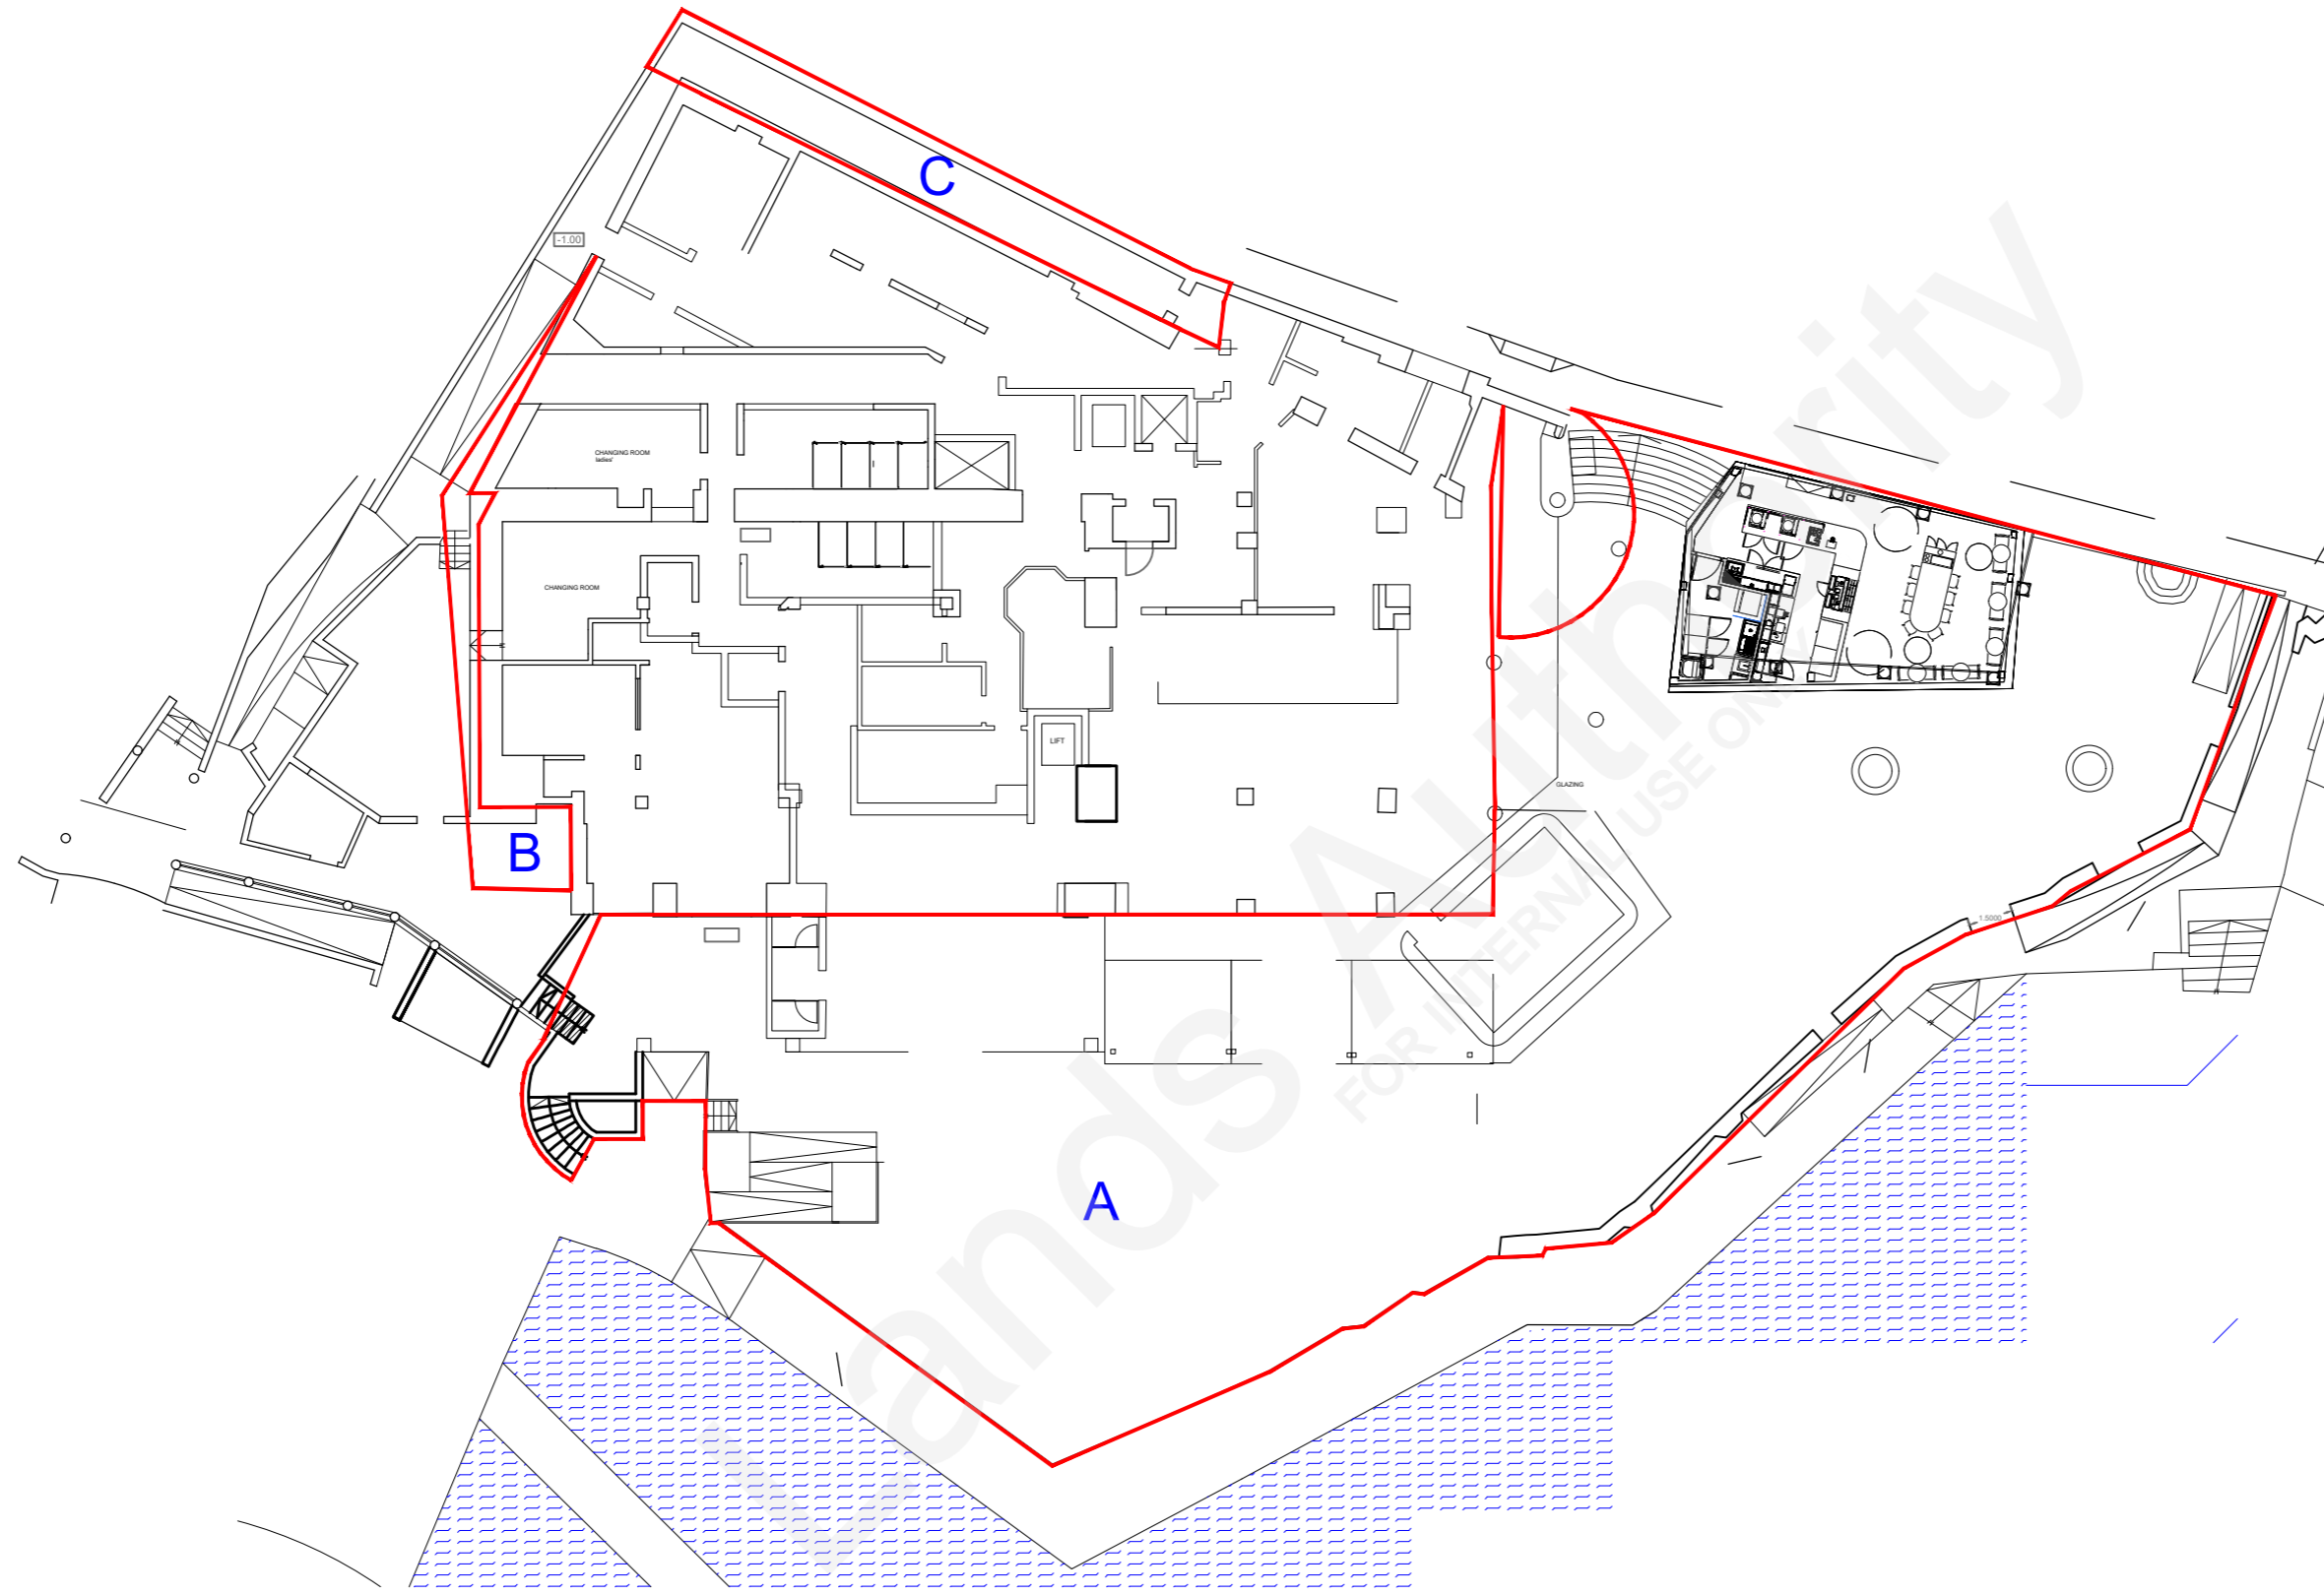 C
-1.00
CHANGING ROOM
ladies'
CHANGING ROOM
LIFT
GLAZING
B
1.5000
A
Lands Authority
FOR INTERNAL USE ONLY